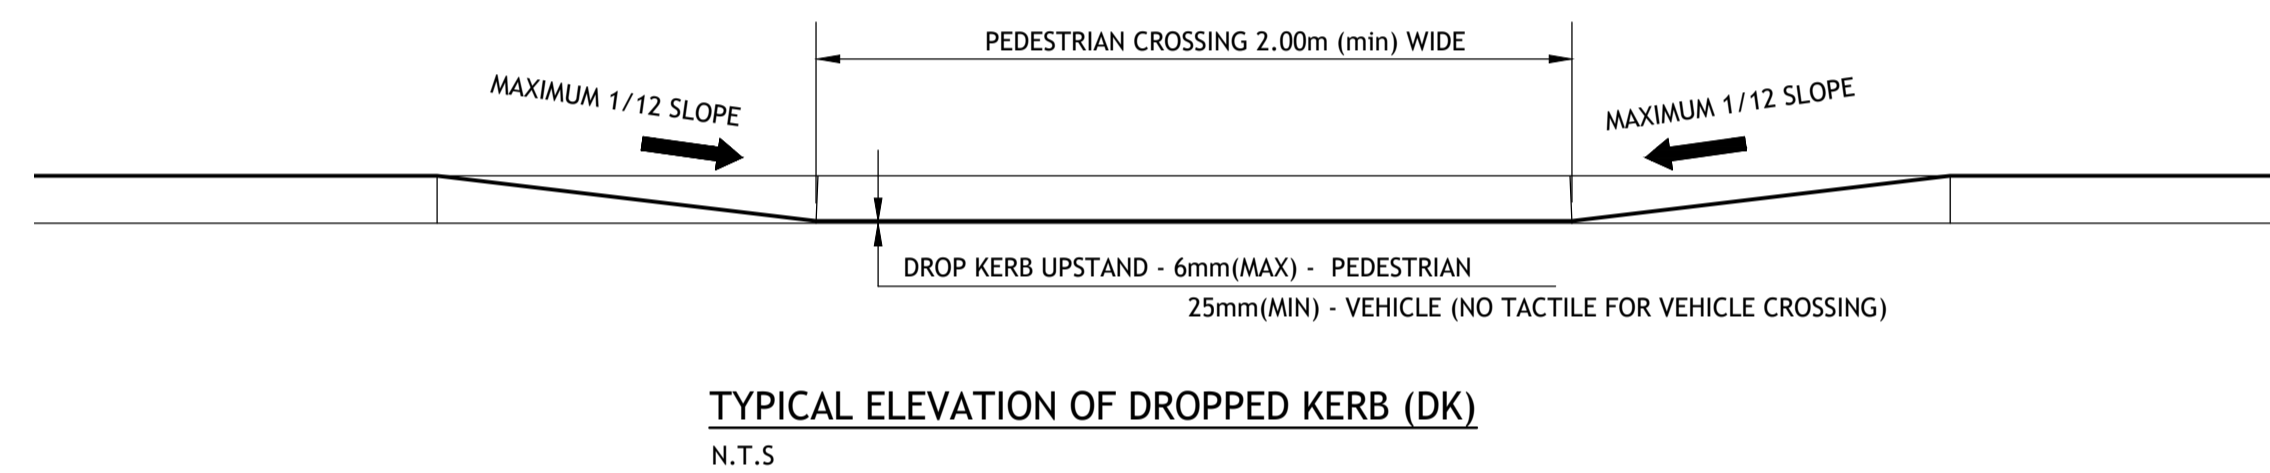 PEDESTRIAN CROSSING 2.00m (min) WIDE
MAXIMUM 1/12 SLOPE
MAXIMUM 1/12 SLOPE
DROP KERB UPSTAND - 6mm(MAX) - PEDESTRIAN
25mm(MIN) - VEHICLE (NO TACTILE FOR VEHICLE CROSSING)
TYPICAL ELEVATION OF DROPPED KERB (DK)
N.T.S